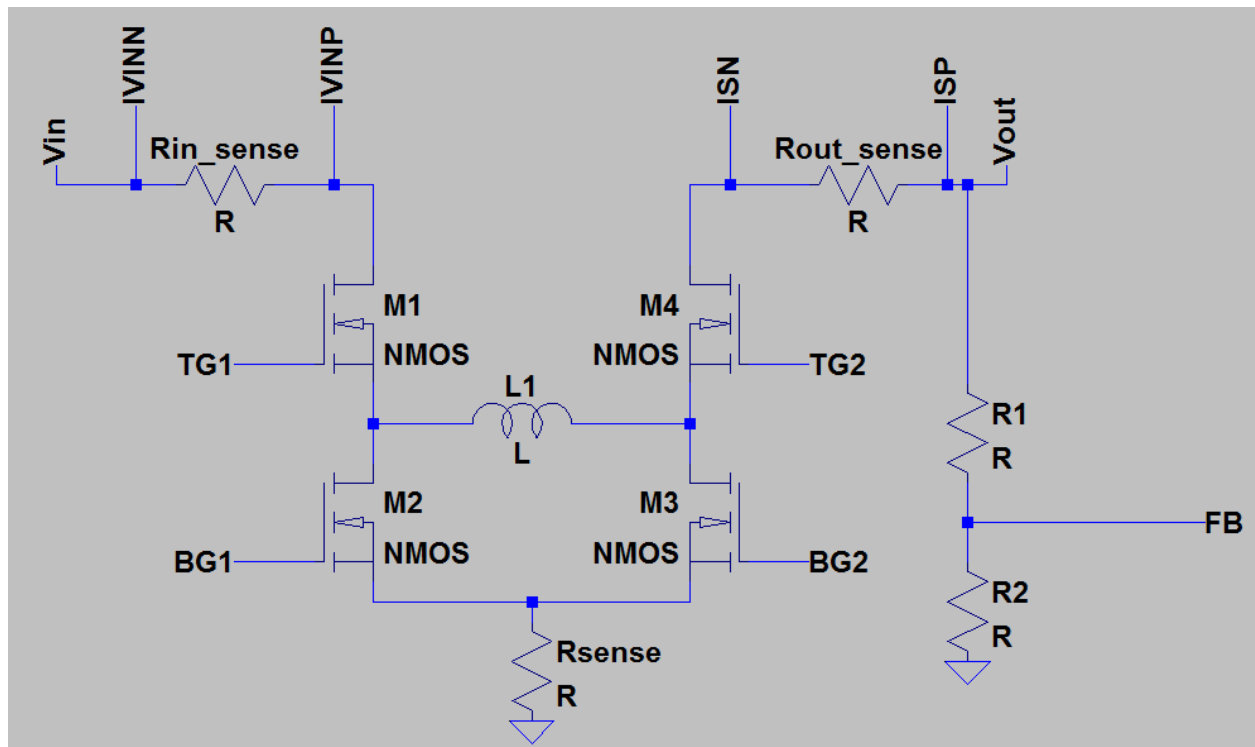 IVINN
IVINP
ISN
ISP
Vin
Rin_sense
Rout_sense
Vout
R
R
M1
M4
NMOS
NMOS
TG1
TG2
L1
R1
L
R
M2
M3
FB
NMOS
NMOS
BG1
BG2
R2
R
Rsense
R